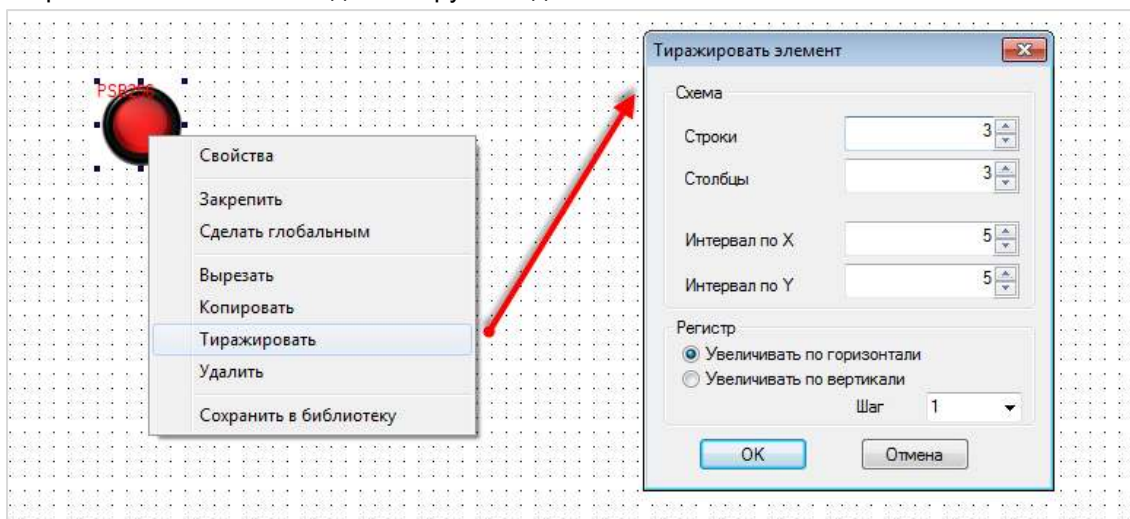 PSB256
Свойства
Закрепить
Сделать глобальным
Вырезать
Копировать
Тиражировать
Удалить
Сохранить в библиотеку
Тиражировать элемент
Схема
Строки 3
Столбцы 3
Интервал по X 5
Интервал по Y 5
Регистр
Увеличивать по горизонтали
Увеличивать по вертикали
Шаг 1
OK Отмена